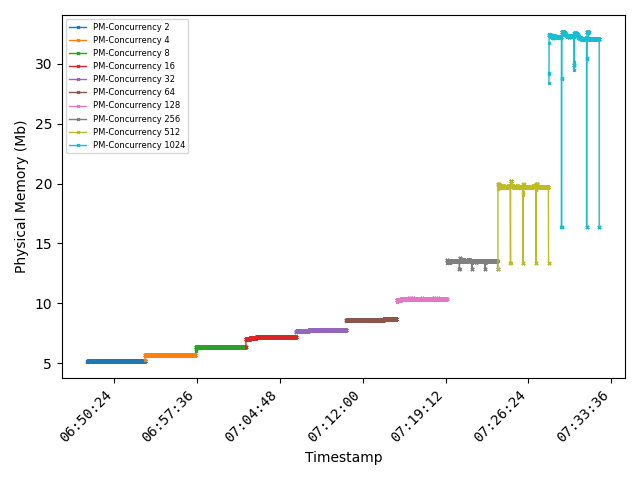 PM-Concurrency 2
PM-Concurrency 4
PM-Concurrency 8
PM-Concurrency 16
PM-Concurrency 32
PM-Concurrency 64
PM-Concurrency 128
PM-Concurrency 256
PM-Concurrency 512
PM-Concurrency 1024
Physical Memory (Mb)
30
25
20
15
10
5
06:50:24
06:57:36
07:04:48
07:12:00
07:19:12
07:26:24
07:33:36
Timestamp